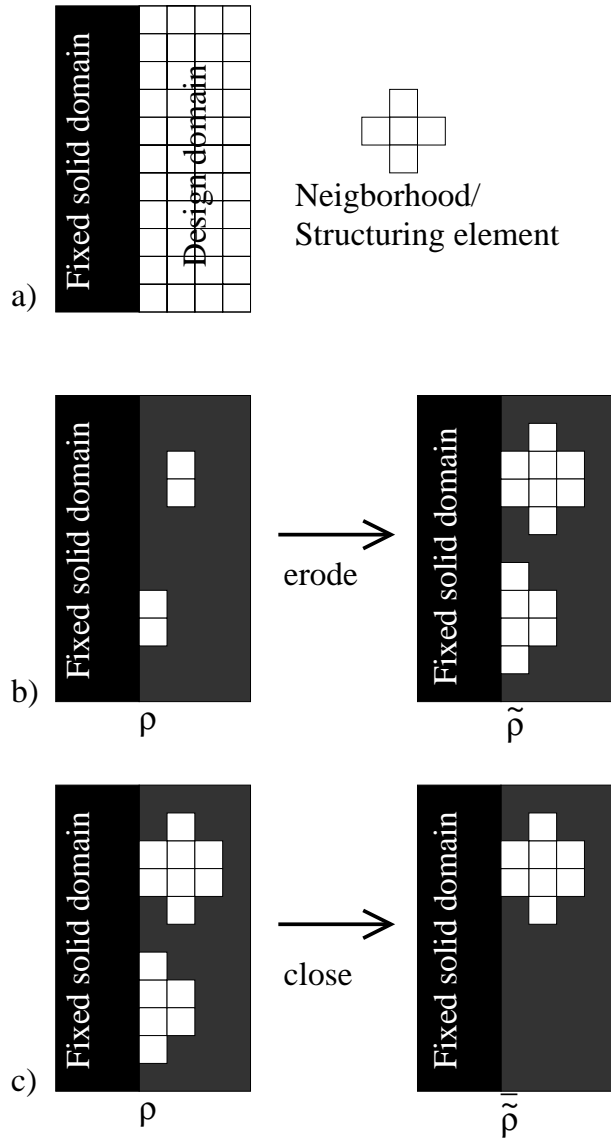 Fixed solid domain
Design domain
Neigborhood/
Structuring element
a)
Fixed solid domain
erode
Fixed solid domain
b)
ρ
ρ̃
Fixed solid domain
close
Fixed solid domain
c)
ρ
ρ̃̄̄